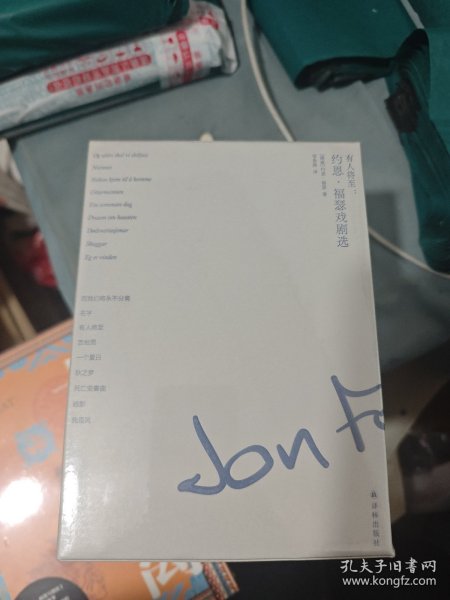 有人将至：
约恩·福瑟戏剧选
Og aldri skal vi skiljast
Namnet
Nokon kjem til å komme
Gitarmannen
Ein sommars dag
Draum om hausten
Dødsvariasjonar
Skuggar
Eg er vinden
而我们将永不分离
名字
有人将至
吉他男
一个夏日
秋之梦
死亡变奏曲
影
我是风
Jon Fo
译林出版社
孔夫子旧书网
www.kongfz.com